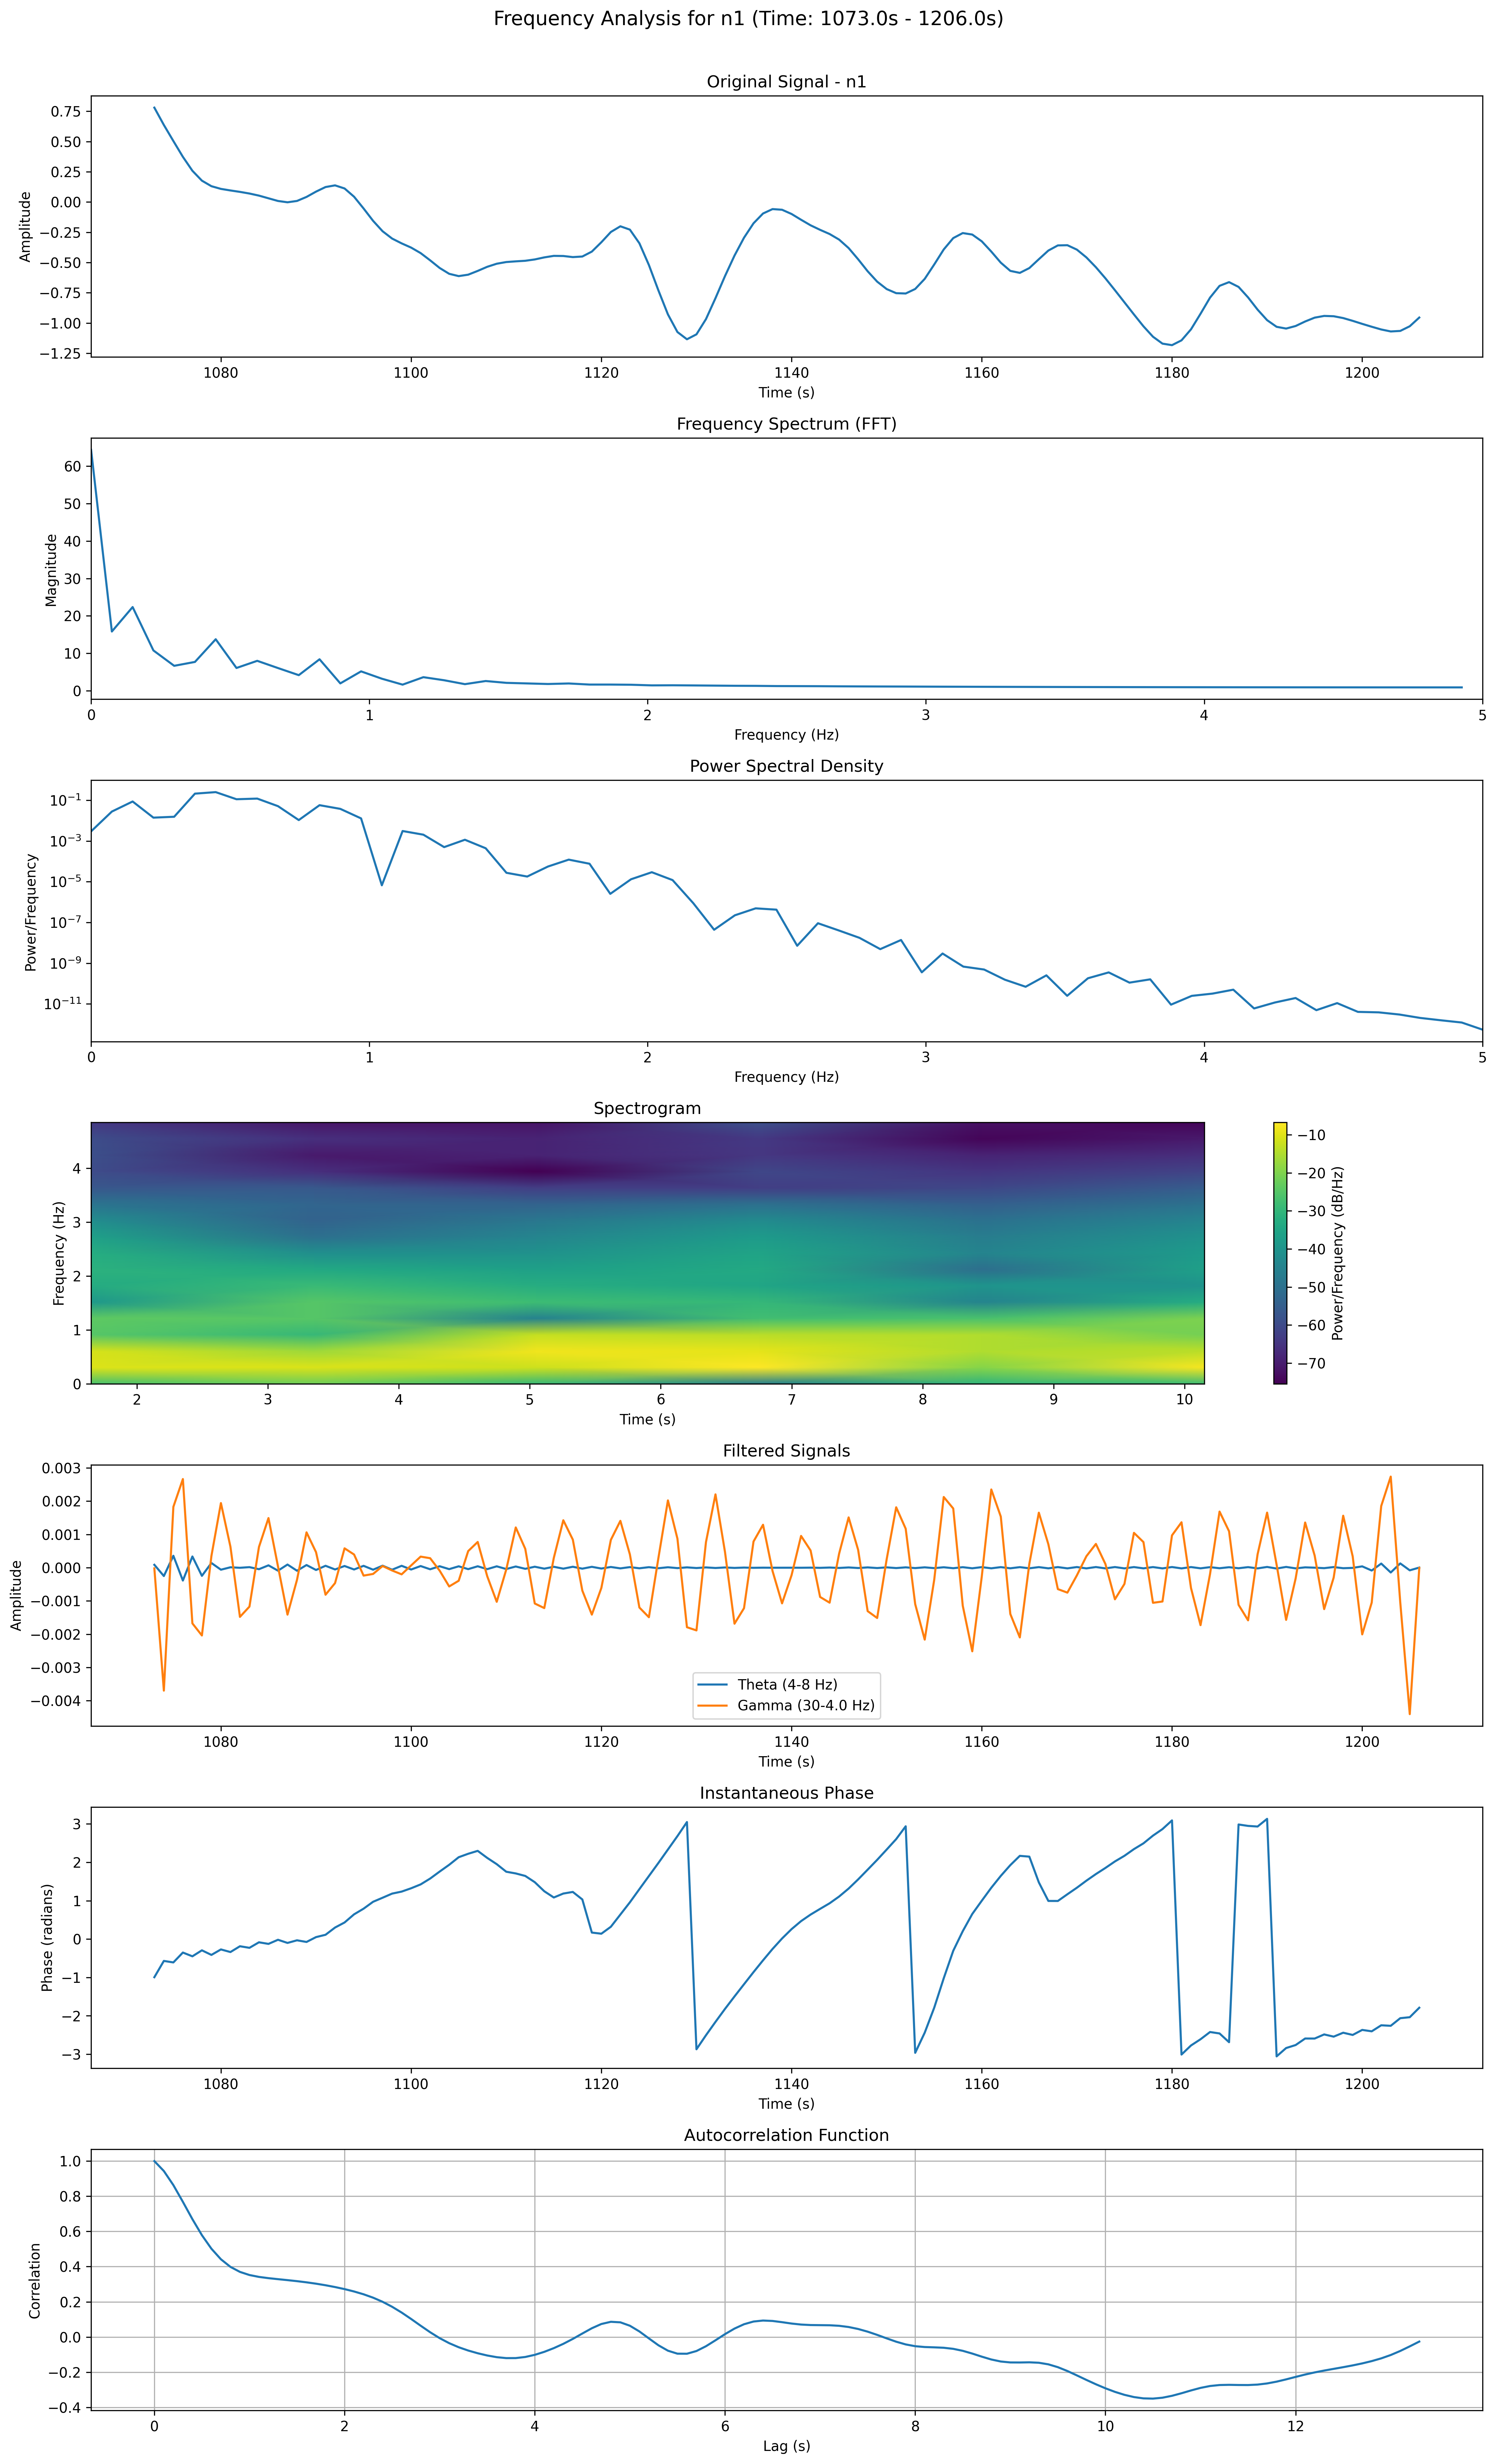 Frequency Analysis for n1 (Time: 1073.0s - 1206.0s)
Original Signal - n1
Amplitude
0.75
0.50
0.25
0.00
−0.25
−0.50
−0.75
−1.00
−1.25
1080 1100 1120 1140 1160 1180 1200
Time (s)
Frequency Spectrum (FFT)
Magnitude
60
50
40
30
20
10
0
0 1 2 3 4 5
Frequency (Hz)
Power Spectral Density
Power/Frequency
10⁻¹
10⁻³
10⁻⁵
10⁻⁷
10⁻⁹
10⁻¹¹
0 1 2 3 4 5
Frequency (Hz)
Spectrogram
Frequency (Hz)
4
3
2
1
0
2 3 4 5 6 7 8 9 10
Time (s)
−10
−20
−30
−40
−50
−60
−70
Power/Frequency (dB/Hz)
Filtered Signals
Amplitude
0.003
0.002
0.001
0.000
−0.001
−0.002
−0.003
−0.004
Theta (4-8 Hz)
Gamma (30-4.0 Hz)
1080 1100 1120 1140 1160 1180 1200
Time (s)
Instantaneous Phase
Phase (radians)
3
2
1
0
−1
−2
−3
1080 1100 1120 1140 1160 1180 1200
Time (s)
Autocorrelation Function
Correlation
1.0
0.8
0.6
0.4
0.2
0.0
−0.2
−0.4
0 2 4 6 8 10 12
Lag (s)